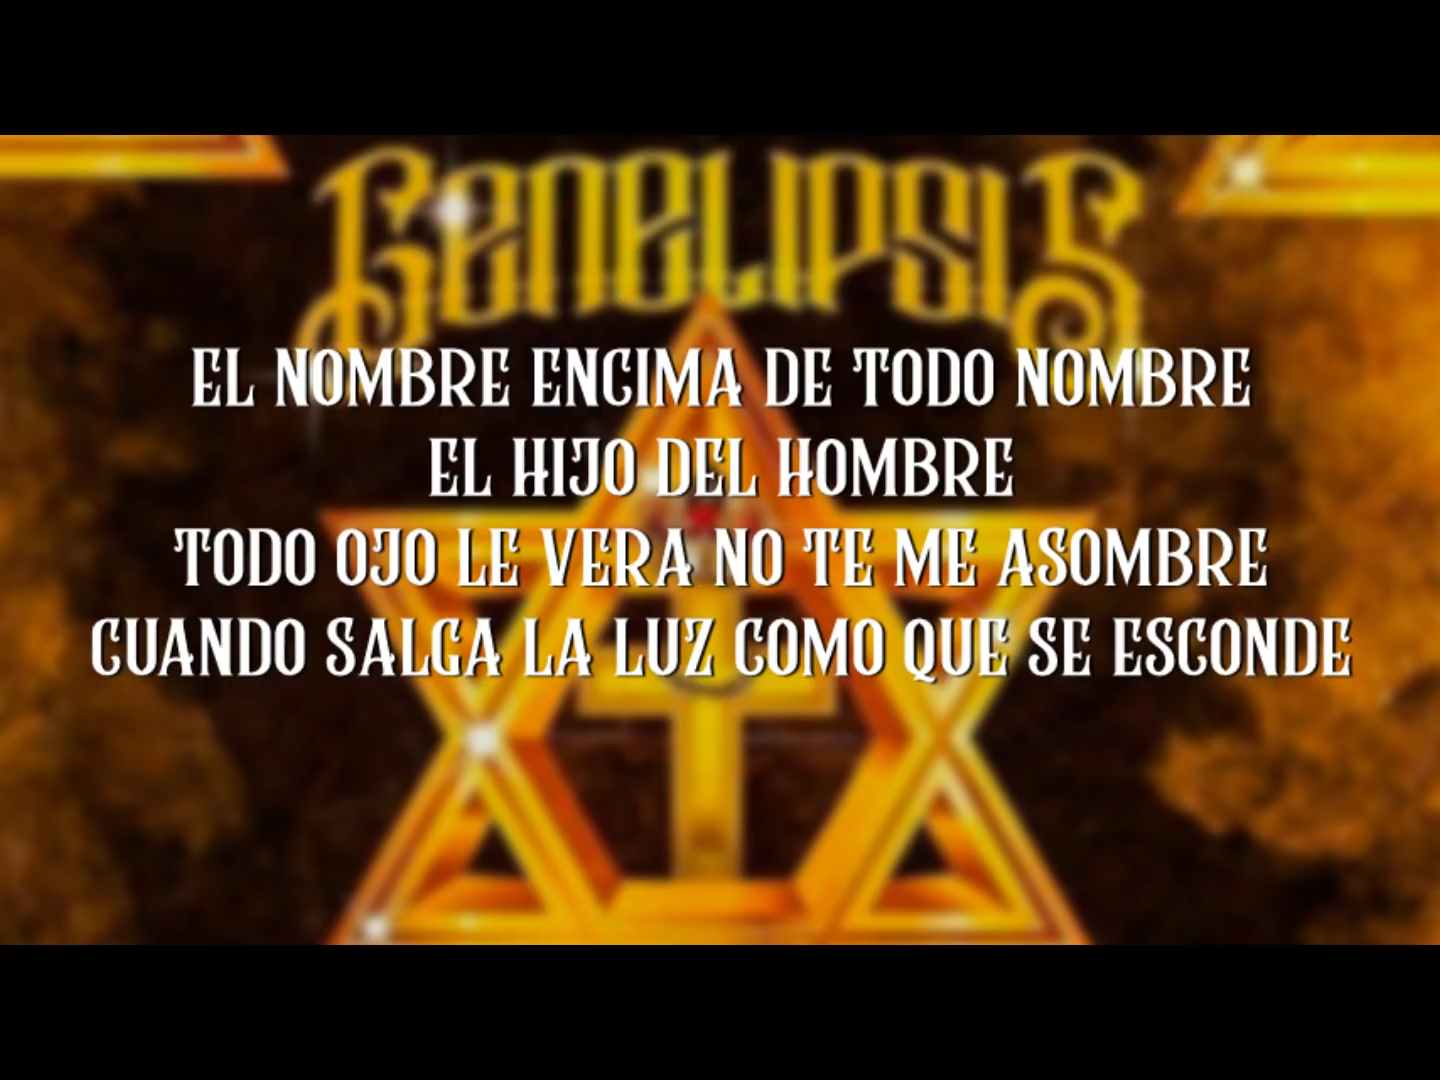 GENELIPSIS
EL NOMBRE ENCIMA DE TODO NOMBRE
EL HIJO DEL HOMBRE
TODO OJO LE VERA NO TE ME ASOMBRE
CUANDO SALGA LA LUZ COMO QUE SE ESCONDE